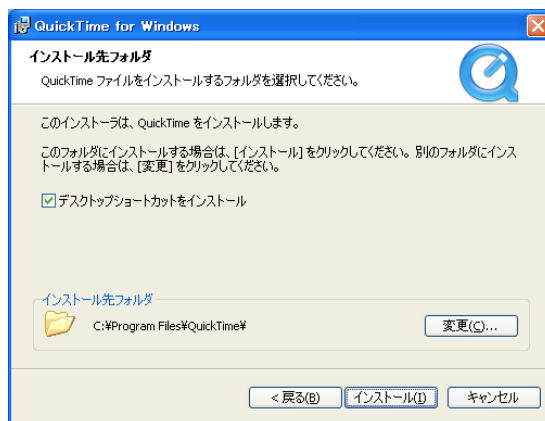 QuickTime for Windows
インストール先フォルダ
QuickTime ファイルをインストールするフォルダを選択してください。
このインストーラは、QuickTime をインストールします。
このフォルダにインストールする場合は、[インストール] をクリックしてください。別のフォルダにインス
トールする場合は、[変更] をクリックしてください。
デスクトップショートカットをインストール
インストール先フォルダ
C:¥Program Files¥QuickTime¥
変更(C)...
< 戻る(B)
インストール(I)
キャンセル